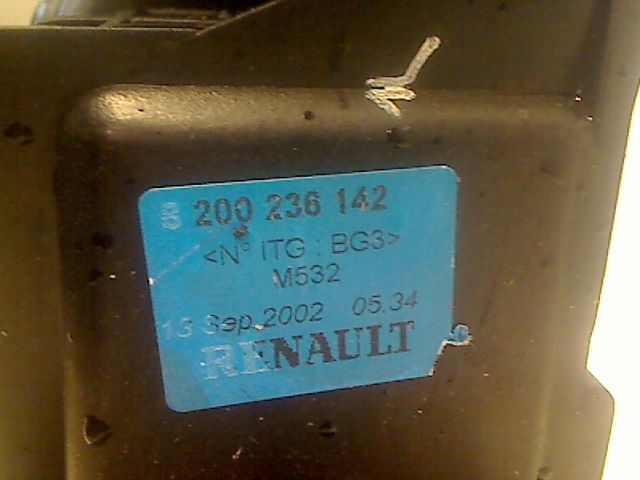 8 200 236 142
<N° ITG : BG3>
M532
13 Sep.2002 05.34
RENAULT